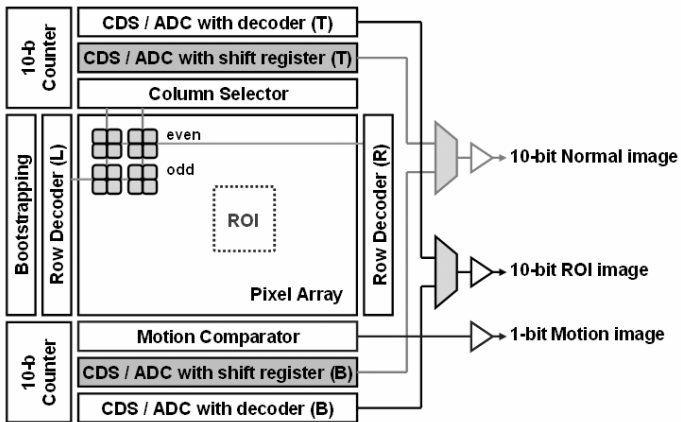 10-b
Counter
CDS / ADC with decoder (T)
CDS / ADC with shift register (T)
Column Selector
Bootstrapping
Row Decoder (L)
even
odd
ROI
Pixel Array
Row Decoder (R)
10-bit Normal image
10-bit ROI image
1-bit Motion image
10-b
Counter
Motion Comparator
CDS / ADC with shift register (B)
CDS / ADC with decoder (B)